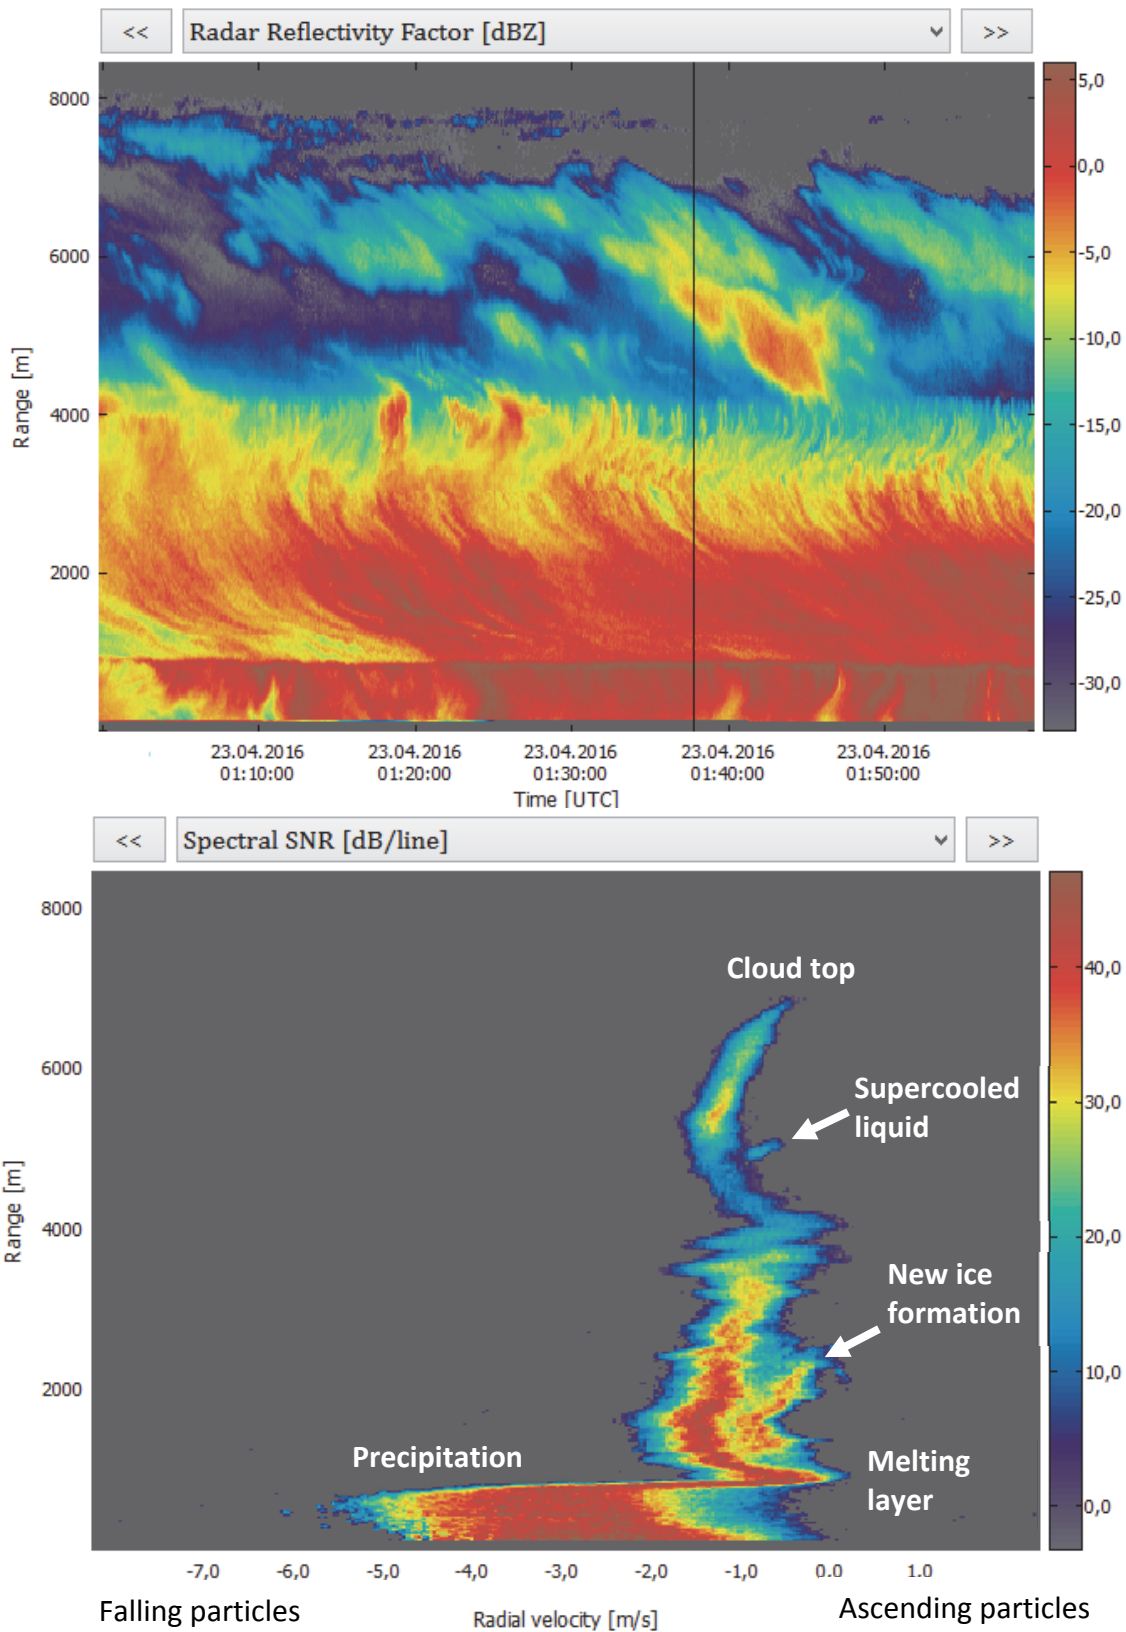 <<
Radar Reflectivity Factor [dBZ]
>>
8000
6000
4000
2000
Range [m]
5,0
0,0
-5,0
-10,0
-15,0
-20,0
-25,0
-30,0
23.04.2016 23.04.2016 23.04.2016 23.04.2016 23.04.2016
01:10:00 01:20:00 01:30:00 01:40:00 01:50:00
Time [UTC]
<<
Spectral SNR [dB/line]
>>
8000
6000
4000
2000
Range [m]
Cloud top
Supercooled
liquid
New ice
formation
Precipitation
Melting
layer
40,0
30,0
20,0
10,0
0,0
-7,0 -6,0 -5,0 -4,0 -3,0 -2,0 -1,0 0.0 1.0
Falling particles
Radial velocity [m/s]
Ascending particles